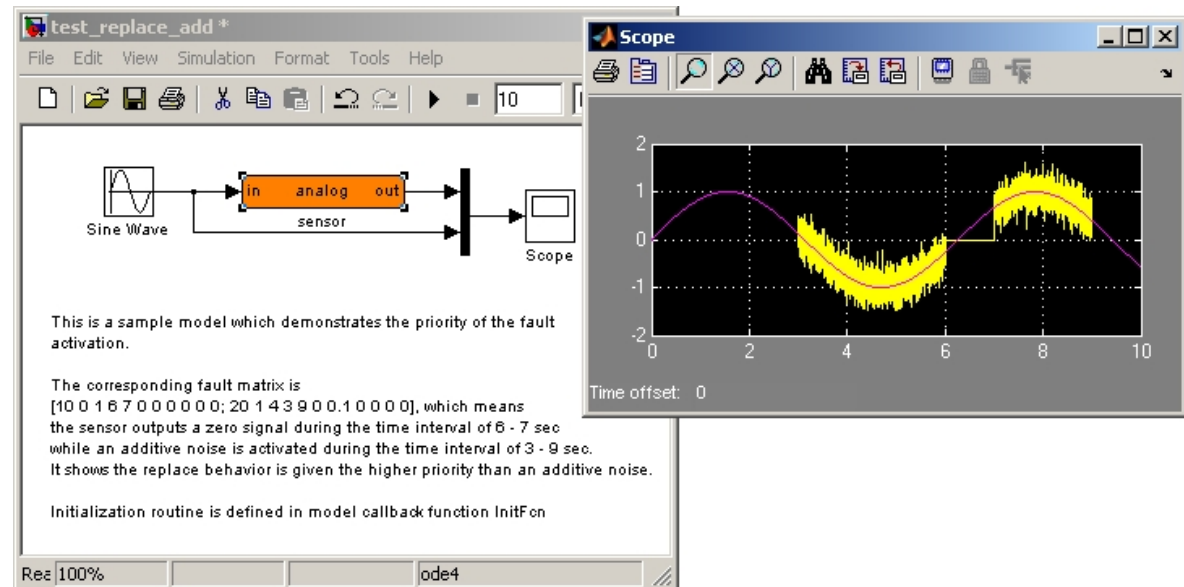 test_replace_add *
File Edit View Simulation Format Tools Help
10
in analog out
Sine Wave
sensor
Scope
This is a sample model which demonstrates the priority of the fault
activation.
The corresponding fault matrix is
[10 0 1 6 7 0 0 0 0 0 0; 20 1 4 3 9 0 0.1 0 0 0 0], which means
the sensor outputs a zero signal during the time interval of 6 - 7 sec
while an additive noise is activated during the time interval of 3 - 9 sec.
It shows the replace behavior is given the higher priority than an additive noise.
Initialization routine is defined in model callback function InitFcn
100%
ode4
Scope
2
1
0
-1
-2
0 2 4 6 8 10
Time offset: 0